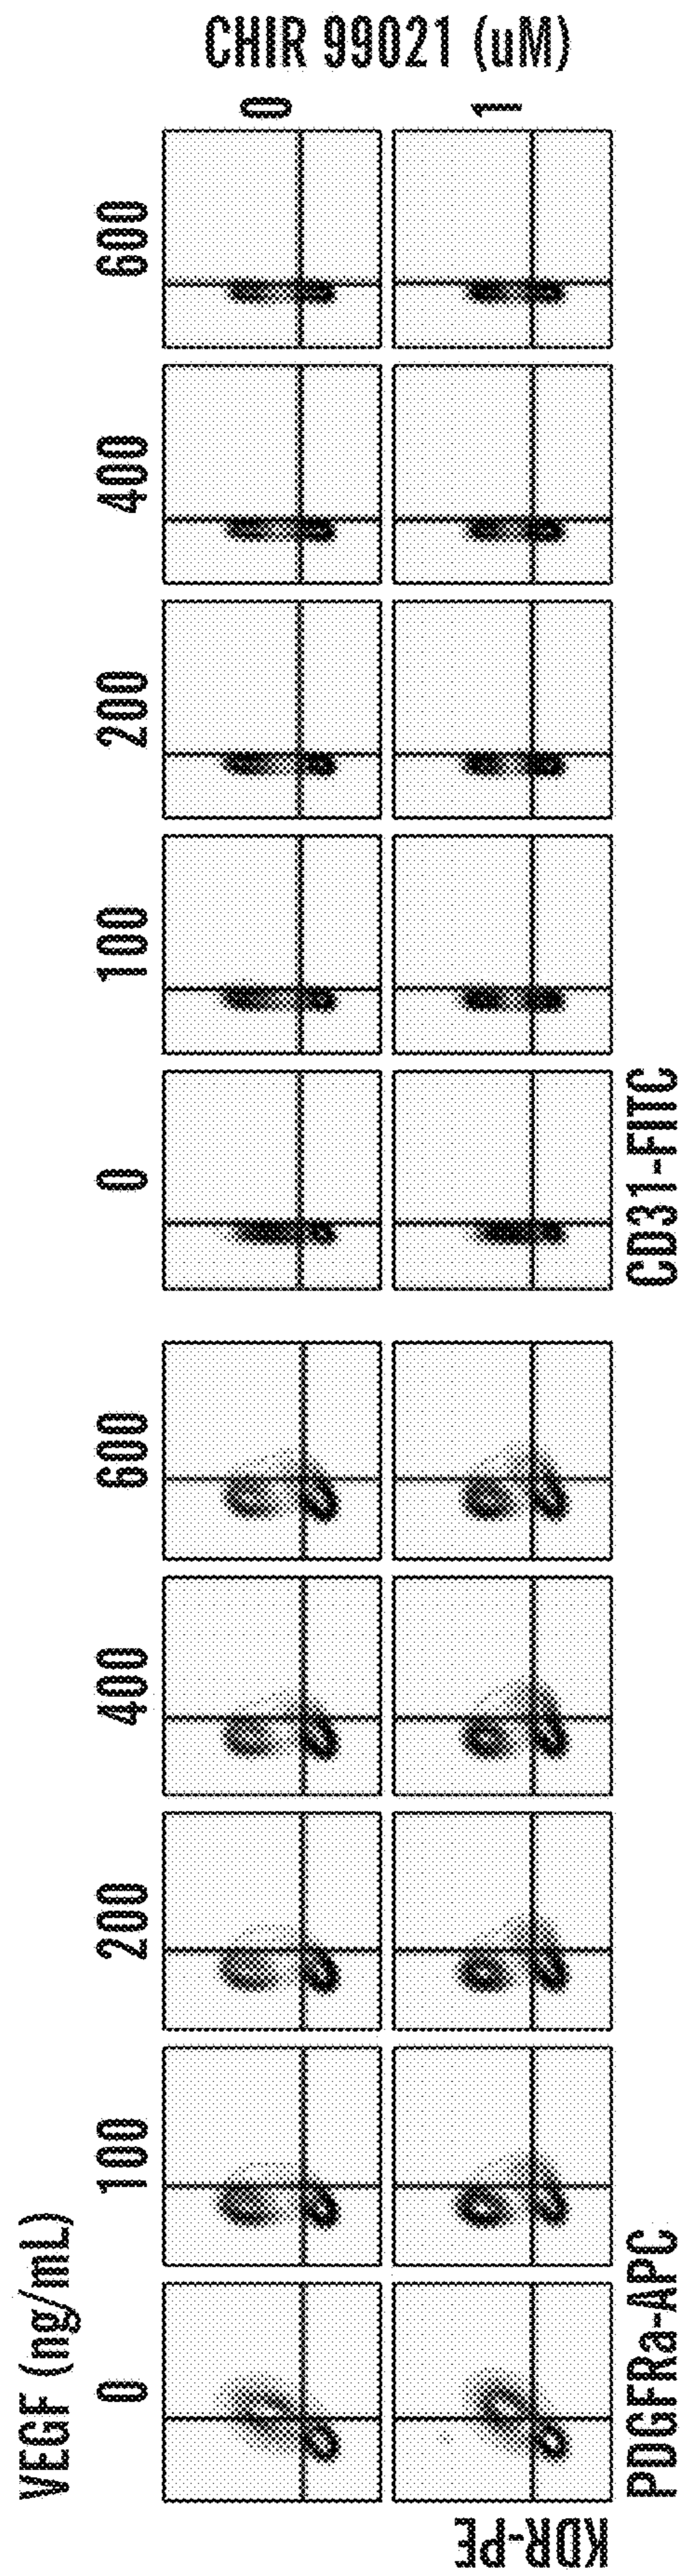 VEGF (ng/mL)
0 100 200 400 600 0 100 200 400 600
CHIR 99021 (uM)
0
1
KDR-PE
PDGFRa-APC
CD31-FITC